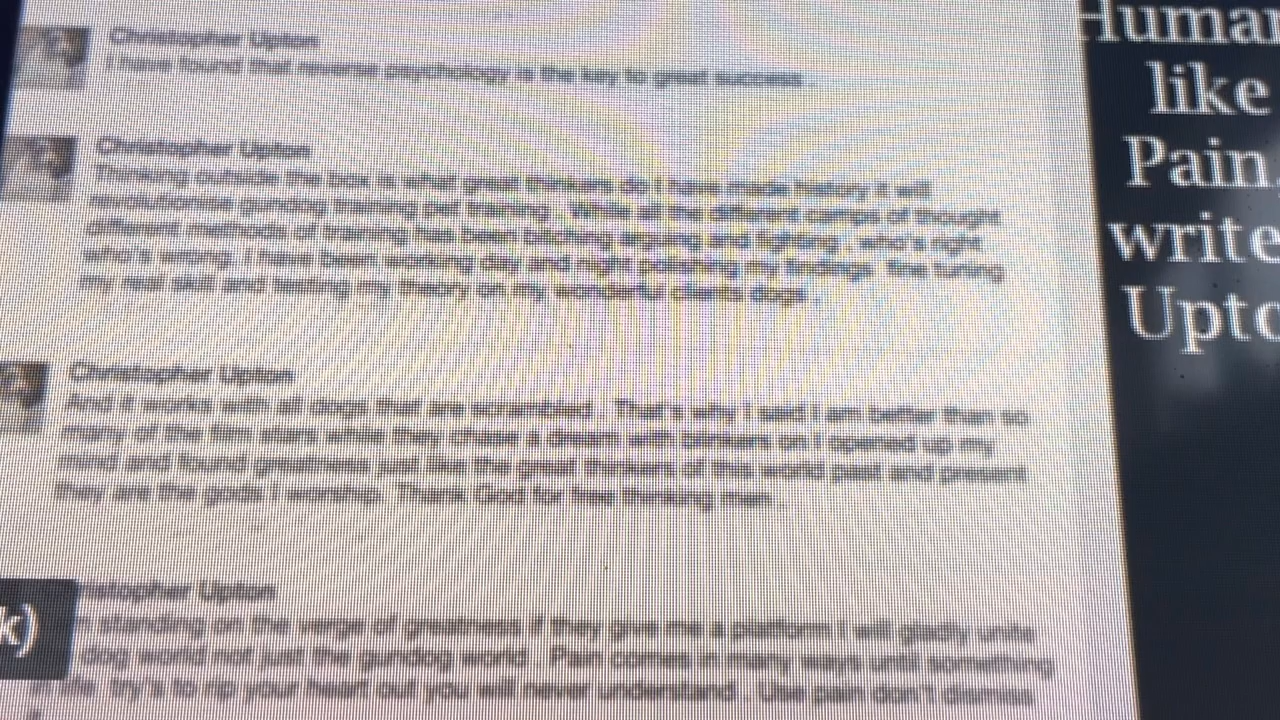 Christopher Upton
I have found that reverse psychology is the key to great success .
Christopher Upton
Thinking outside the box is what great thinkers do I have made history it will
revolutionise gundog training pet training . While all the different camps of thought
different methods of training has been bitching arguing and fighting , who's right
who's wrong. I have been working day and night polishing my findings fine tuning
my real skill and testing my theory on my wonderful clients dogs .
Christopher Upton
And it works with all dogs that are scrambled . That's why I said I am better than so
many of the film stars while they chase a dream with blinkers on I opened up my
mind and found greatness just like the great thinkers of this world past and present
they are the gods I worship. Thank God for free thinking men .
istopher Upton
standing on the verge of greatness if they give me a platform I will gladly unite
dog world not just the gundog world . Pain comes in many ways until something
in life try's to rip your heart out you will never understand . Use pain don't dismiss
k)
Human
like
Pain.
write
Upto